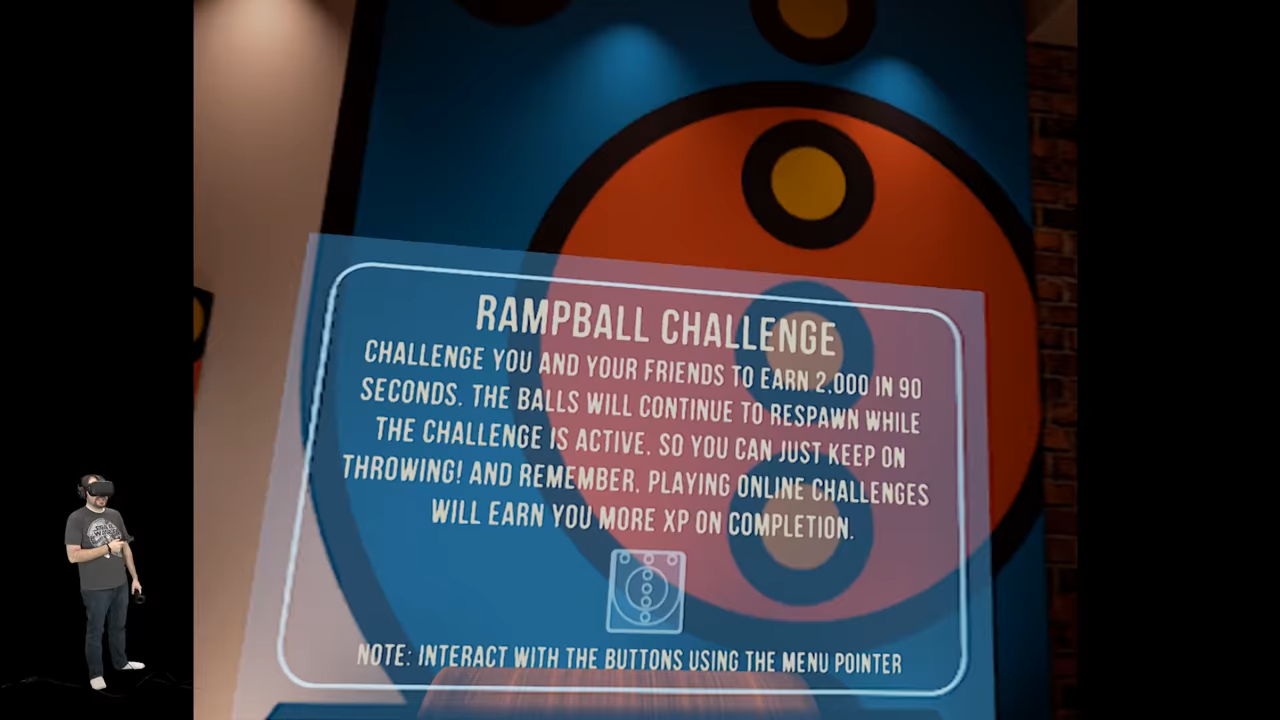 RAMPBALL CHALLENGE
CHALLENGE YOU AND YOUR FRIENDS TO EARN 2,000 IN 90
SECONDS. THE BALLS WILL CONTINUE TO RESPAWN WHILE
THE CHALLENGE IS ACTIVE, SO YOU CAN JUST KEEP ON
THROWING! AND REMEMBER, PLAYING ONLINE CHALLENGES
WILL EARN YOU MORE XP ON COMPLETION.
NOTE: INTERACT WITH THE BUTTONS USING THE MENU POINTER
STAR
WARS